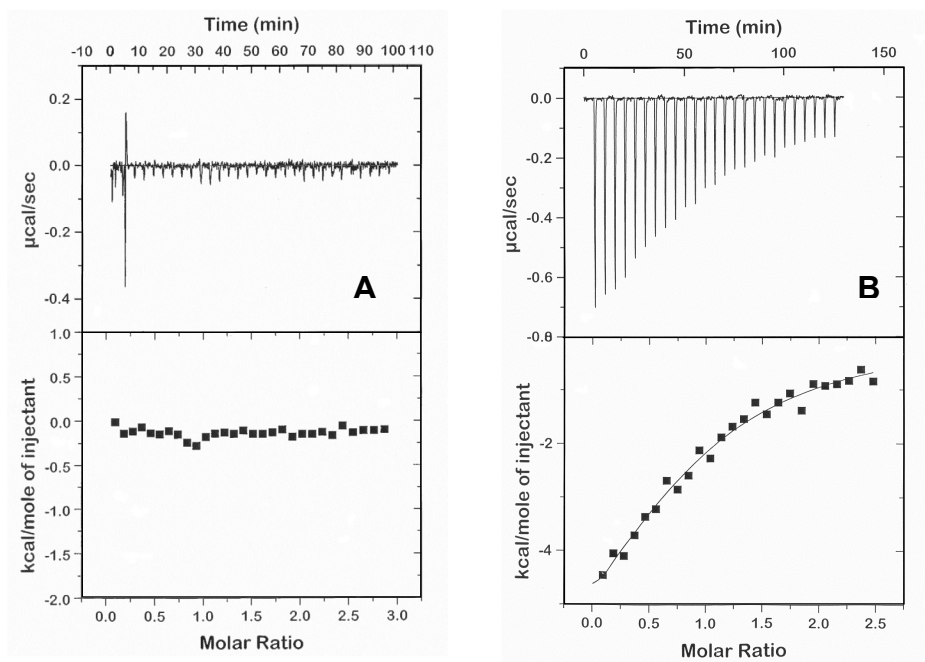 Time (min)
-10 0 10 20 30 40 50 60 70 80 90 100 110
0.2
0.0
-0.2
-0.4
µcal/sec
A
1.0
0.5
0.0
-0.5
-1.0
-1.5
-2.0
kcal/mole of injectant
0.0 0.5 1.0 1.5 2.0 2.5 3.0
Molar Ratio
Time (min)
0 50 100 150
0.0
-0.2
-0.4
-0.6
-0.8
µcal/sec
B
-2
-4
kcal/mole of injectant
0.0 0.5 1.0 1.5 2.0 2.5
Molar Ratio